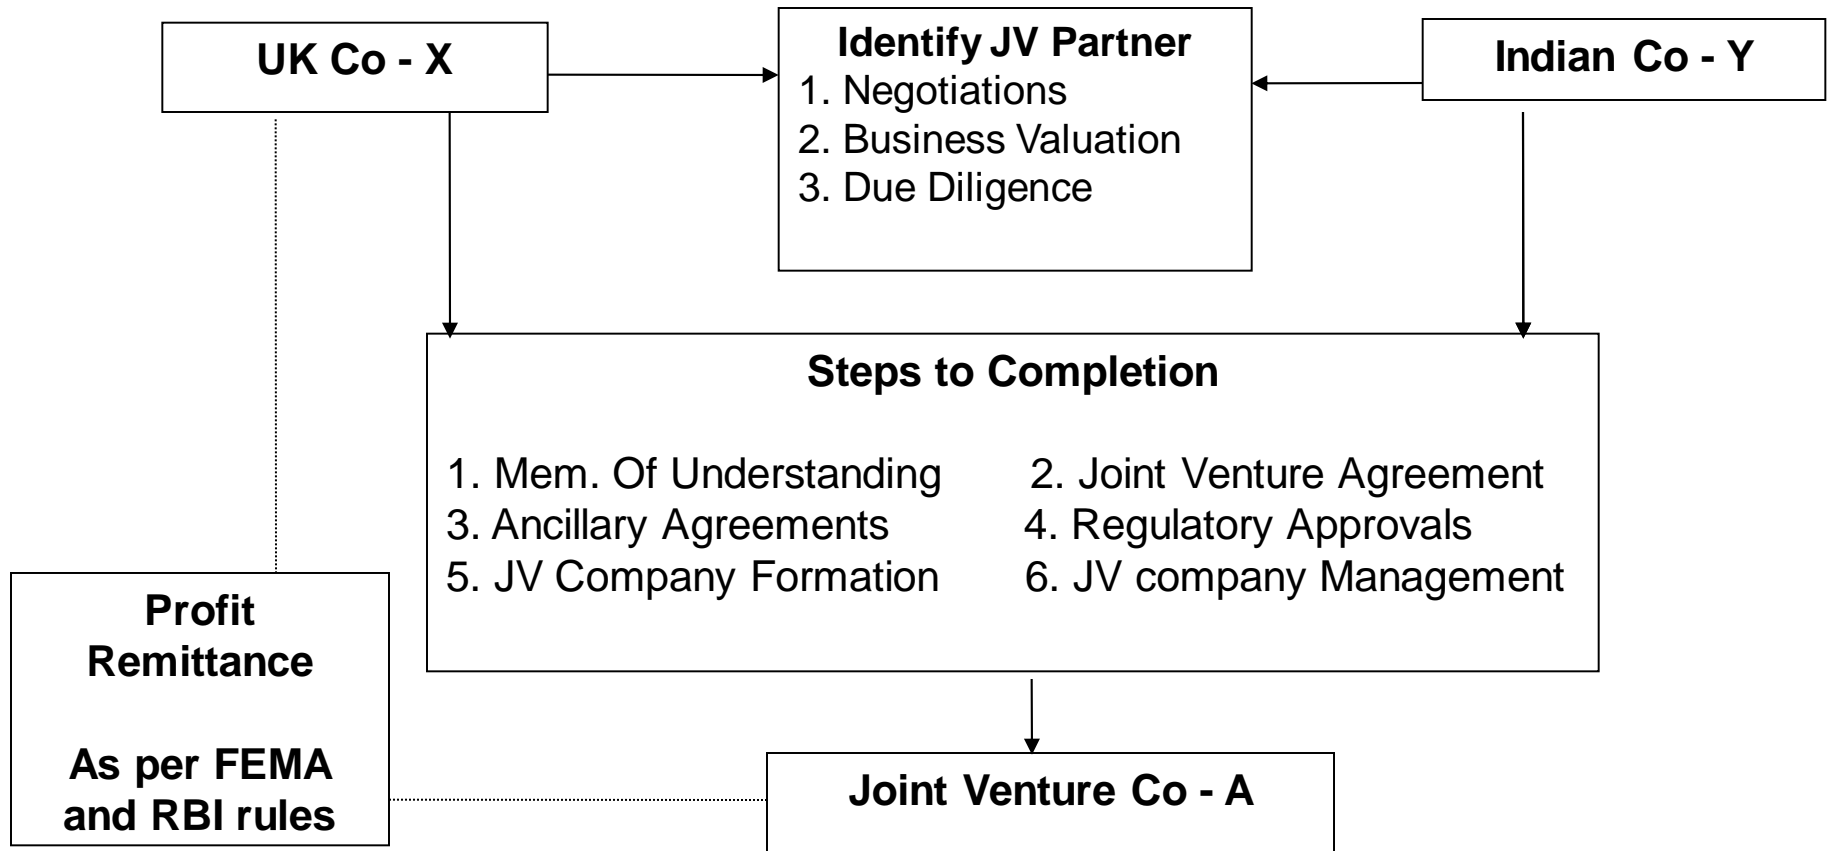 UK Co - X
Identify JV Partner
1. Negotiations
2. Business Valuation
3. Due Diligence
Indian Co - Y
Steps to Completion
1. Mem. Of Understanding 2. Joint Venture Agreement
3. Ancillary Agreements 4. Regulatory Approvals
5. JV Company Formation 6. JV company Management
Profit
Remittance
As per FEMA
and RBI rules
Joint Venture Co - A